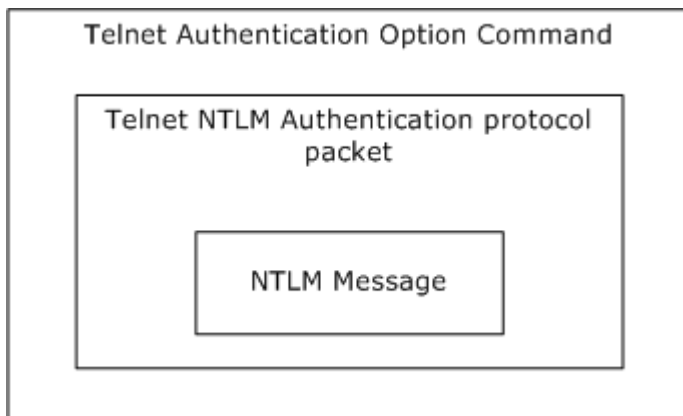 Telnet Authentication Option Command
Telnet NTLM Authentication protocol
packet
NTLM Message